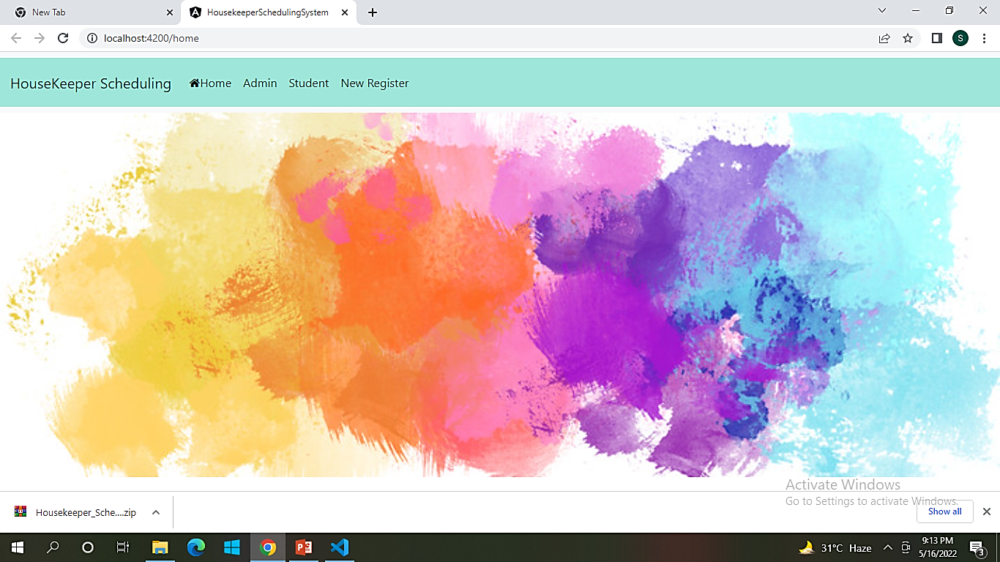 New Tab
HousekeeperSchedulingSystem
localhost:4200/home
S
HouseKeeper Scheduling
Home
Admin
Student
New Register
Activate Windows
Go to Settings to activate Windows.
Housekeeper_Sche....zip
Show all
31°C Haze
9:13 PM
5/16/2022
3